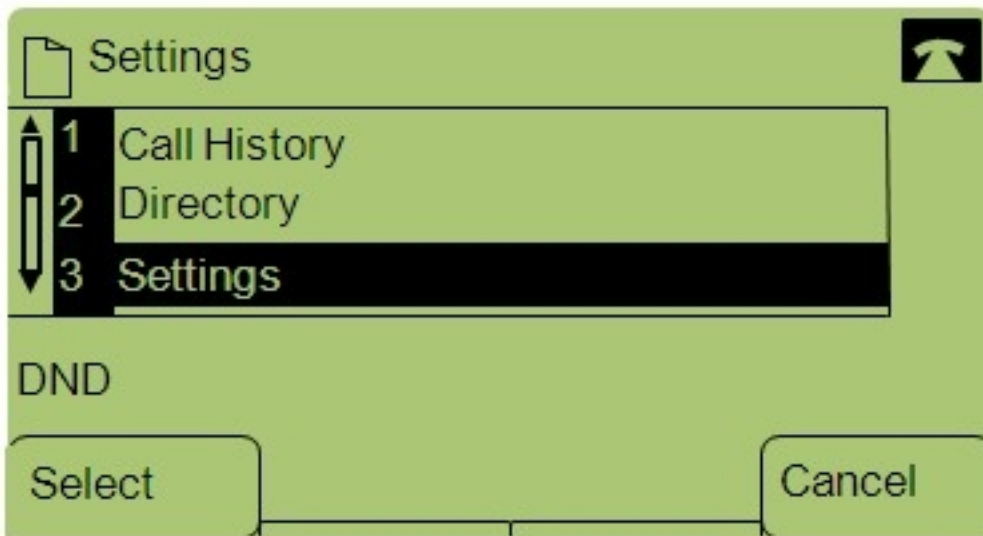 Settings
1 Call History
2 Directory
3 Settings
DND
Select Cancel